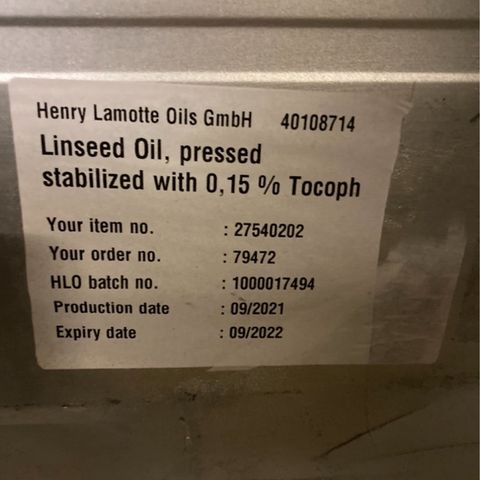 Henry Lamotte Oils GmbH 40108714
Linseed Oil, pressed
stabilized with 0,15 % Tocoph
Your item no. : 27540202
Your order no. : 79472
HLO batch no. : 1000017494
Production date : 09/2021
Expiry date : 09/2022